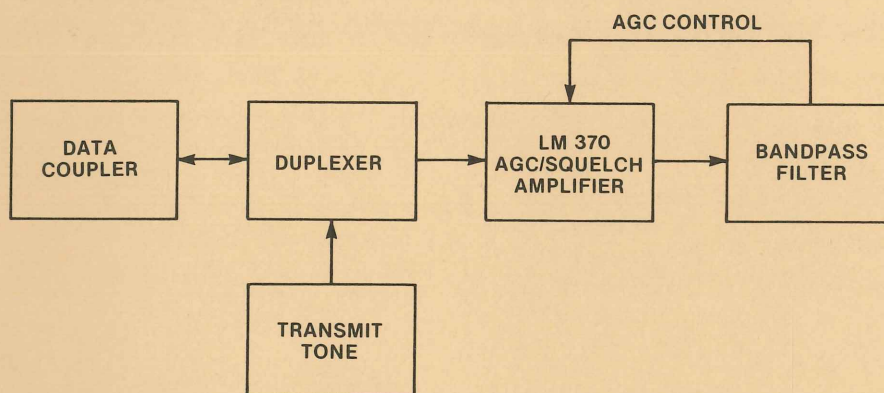 AGC CONTROL
DATA
COUPLER
DUPLEXER
LM 370
AGC/SQUELCH
AMPLIFIER
BANDPASS
FILTER
TRANSMIT
TONE